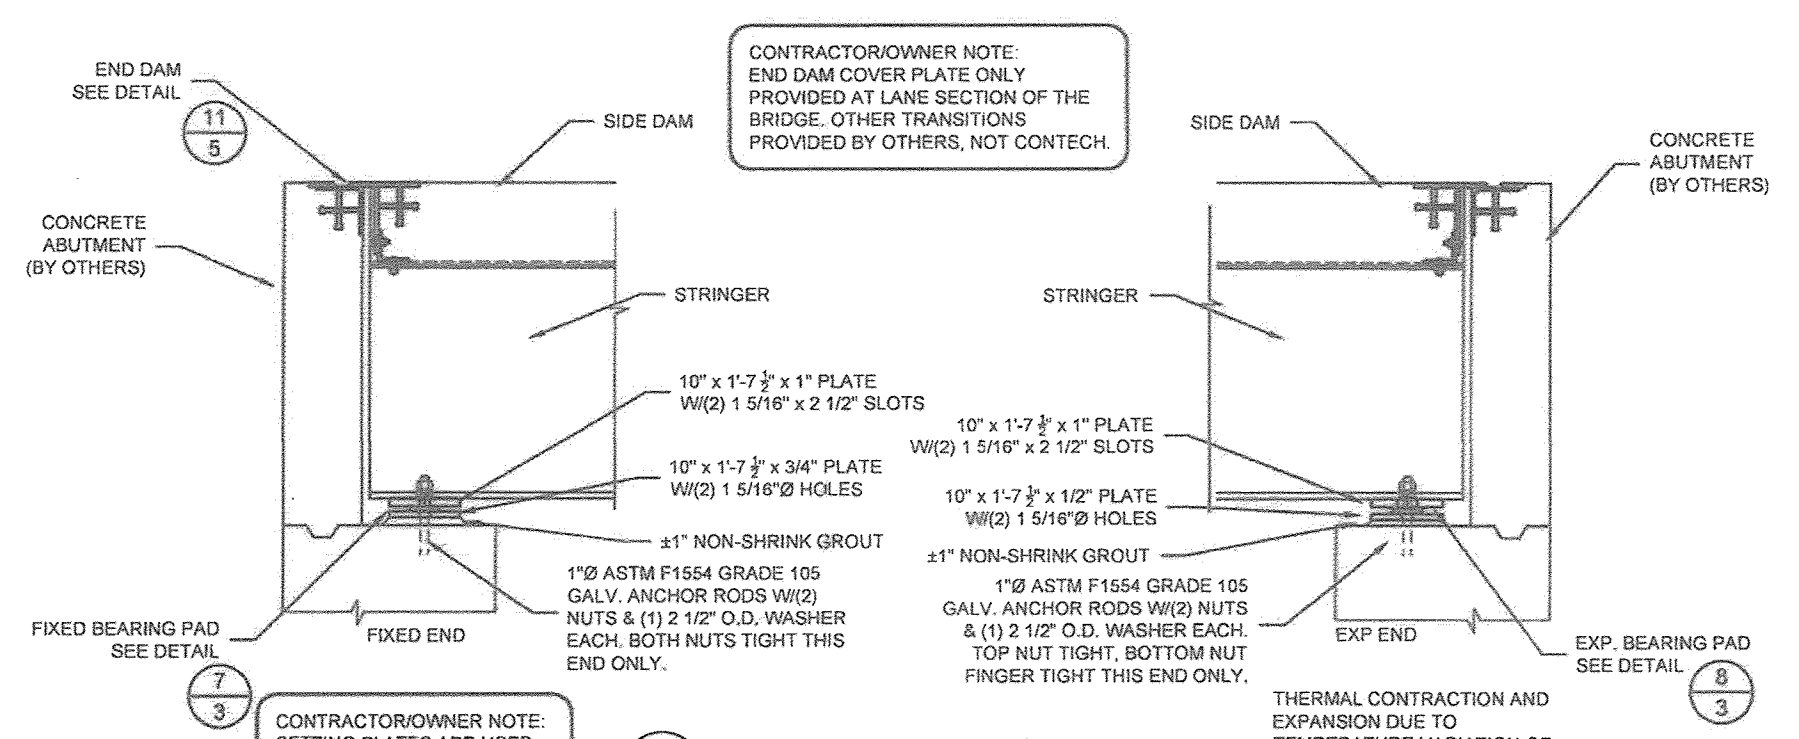 CONTRACTOR/OWNER NOTE:
END DAM COVER PLATE ONLY
PROVIDED AT LANE SECTION OF THE
BRIDGE. OTHER TRANSITIONS
PROVIDED BY OTHERS, NOT CONTECH.
END DAM
SEE DETAIL
11
5
SIDE DAM
CONCRETE
ABUTMENT
(BY OTHERS)
STRINGER
10" x 1'-7 ½" x 1" PLATE
W/(2) 1 5/16" x 2 1/2" SLOTS
10" x 1'-7 ½" x 3/4" PLATE
W/(2) 1 5/16"Ø HOLES
±1" NON-SHRINK GROUT
1"Ø ASTM F1554 GRADE 105
GALV. ANCHOR RODS W/(2)
NUTS & (1) 2 1/2" O.D. WASHER
EACH. BOTH NUTS TIGHT THIS
END ONLY.
FIXED END
FIXED BEARING PAD
SEE DETAIL
7
3
CONTRACTOR/OWNER NOTE:
SIDE DAM
CONCRETE
ABUTMENT
(BY OTHERS)
STRINGER
10" x 1'-7 ½" x 1" PLATE
W/(2) 1 5/16" x 2 1/2" SLOTS
10" x 1'-7 ½" x 1/2" PLATE
W/(2) 1 5/16"Ø HOLES
±1" NON-SHRINK GROUT
1"Ø ASTM F1554 GRADE 105
GALV. ANCHOR RODS W/(2) NUTS
& (1) 2 1/2" O.D. WASHER EACH.
TOP NUT TIGHT, BOTTOM NUT
FINGER TIGHT THIS END ONLY.
EXP END
EXP. BEARING PAD
SEE DETAIL
8
3
THERMAL CONTRACTION AND
EXPANSION DUE TO